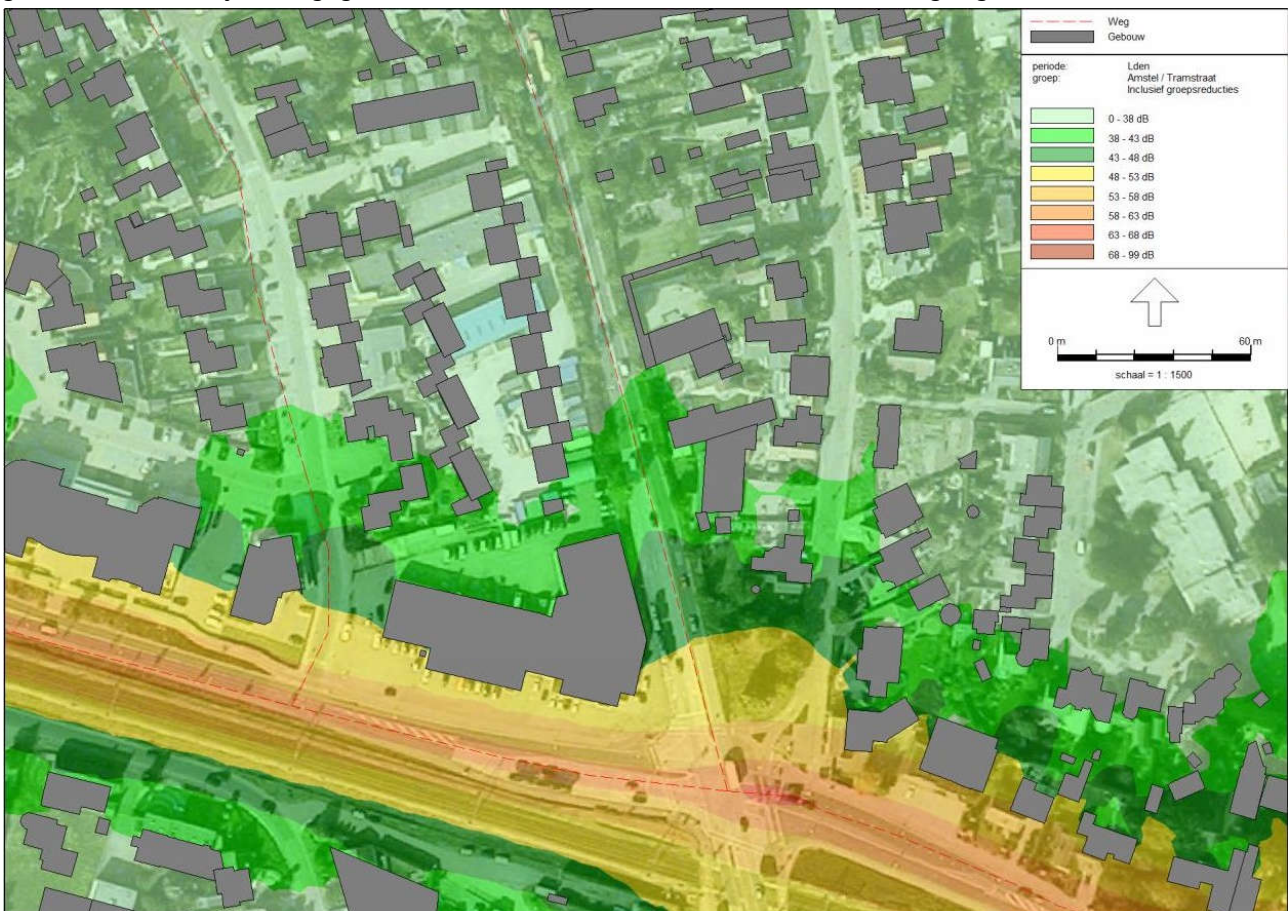 Weg
Gebouw
periode: Lden
groep: Amstel / Tramstraat
Inclusief groepsreducties
0 - 38 dB
38 - 43 dB
43 - 48 dB
48 - 53 dB
53 - 58 dB
58 - 63 dB
63 - 68 dB
68 - 99 dB
0 m 60 m
schaal = 1 : 1500